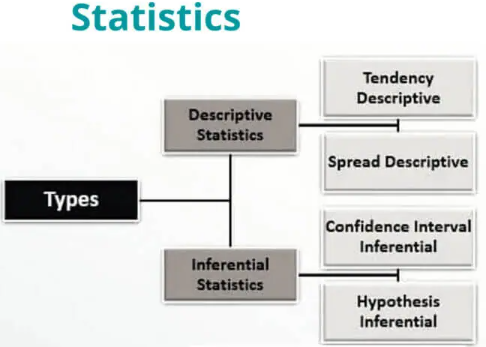 Statistics
Tendency
Descriptive
Descriptive
Statistics
Spread Descriptive
Types
Confidence Interval
Inferential
Inferential
Statistics
Hypothesis
Inferential